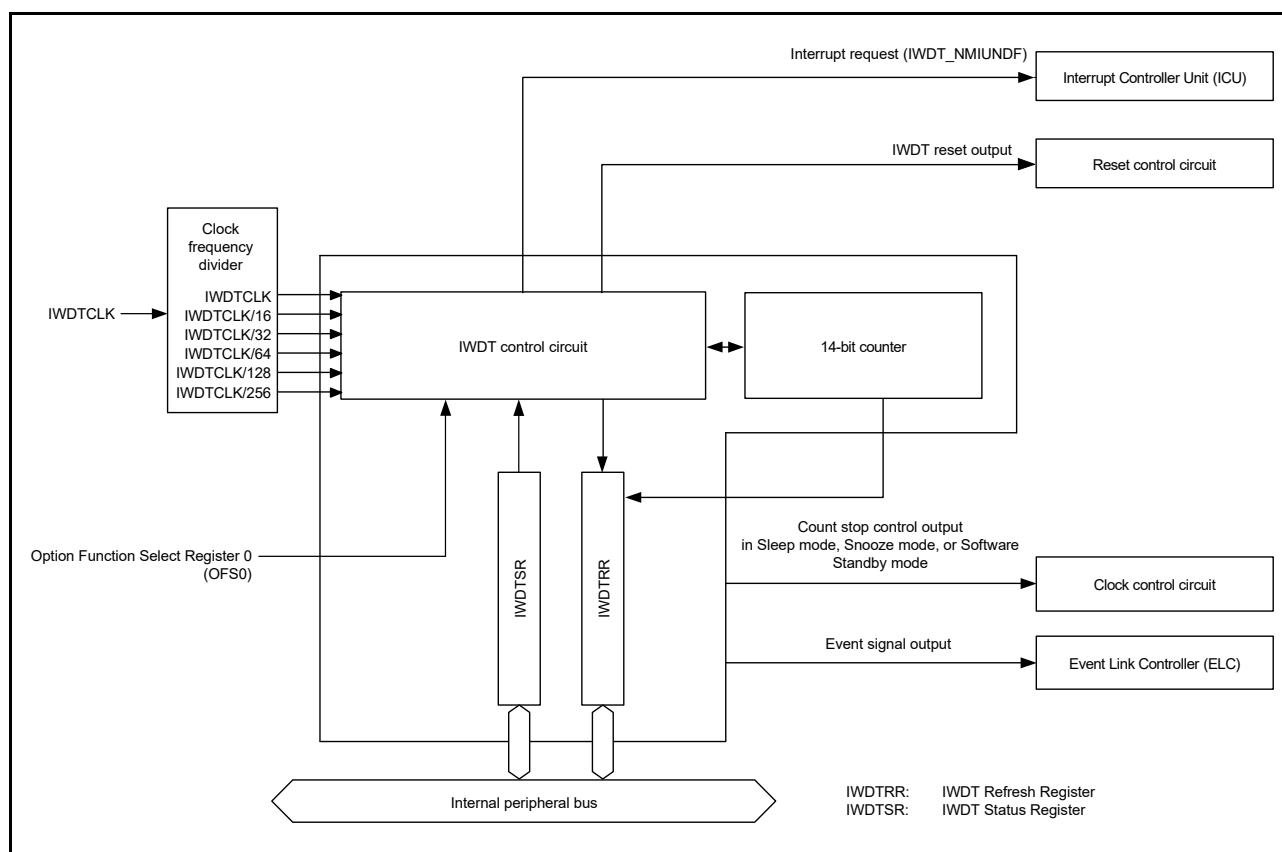 Interrupt request (IWDT_NMIUNDF)
Interrupt Controller Unit (ICU)
IWDT reset output
Reset control circuit
Clock
frequency
divider
IWDTCLK
IWDTCLK
IWDTCLK/16
IWDTCLK/32
IWDTCLK/64
IWDTCLK/128
IWDTCLK/256
IWDT control circuit
14-bit counter
Option Function Select Register 0
(OFS0)
IWDTSR
IWDTRR
Count stop control output
in Sleep mode, Snooze mode, or Software
Standby mode
Clock control circuit
Event signal output
Event Link Controller (ELC)
Internal peripheral bus
IWDTRR: IWDT Refresh Register
IWDTSR: IWDT Status Register